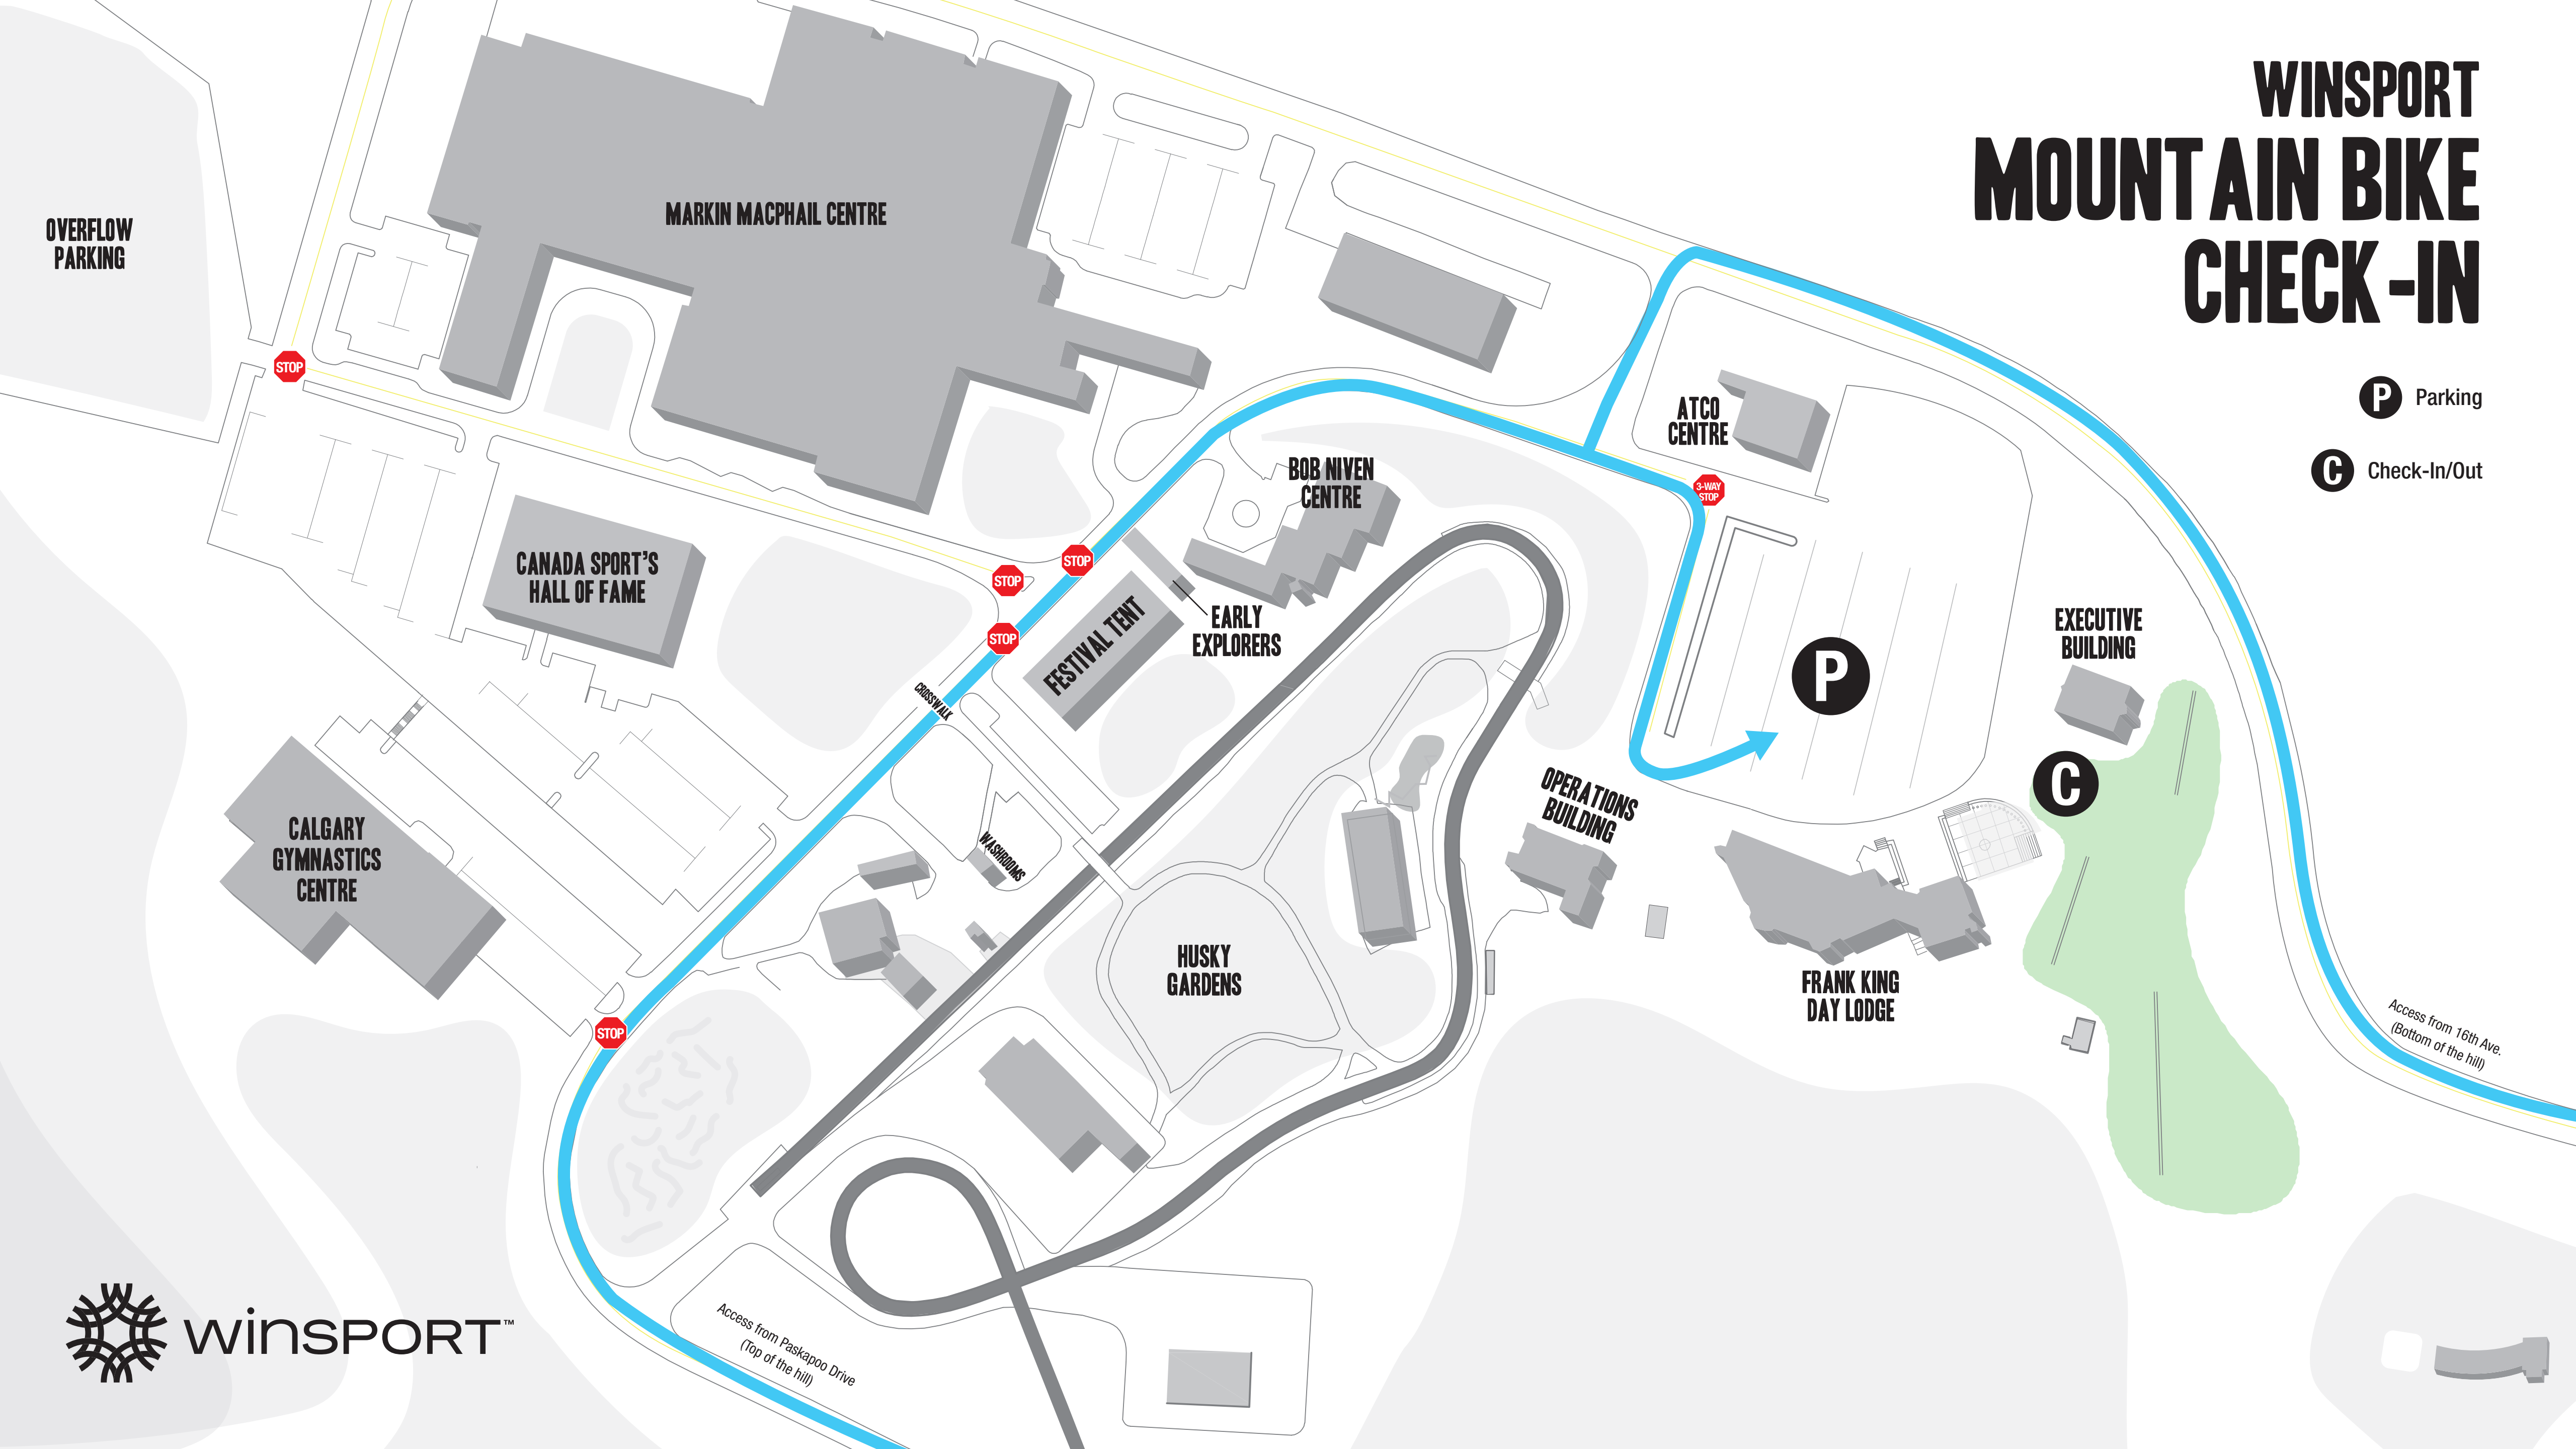 WINSPORT
MOUNTAIN BIKE
CHECK-IN
P Parking
C Check-In/Out
OVERFLOW
PARKING
MARKIN MACPHAIL CENTRE
STOP
ATCO
CENTRE
BOB NIVEN
CENTRE
3-WAY
STOP
CANADA SPORT'S
HALL OF FAME
STOP
STOP
STOP
EARLY
EXPLORERS
FESTIVAL TENT
CROSSWALK
P
EXECUTIVE
BUILDING
C
OPERATIONS
BUILDING
CALGARY
GYMNASTICS
CENTRE
WASHROOMS
HUSKY
GARDENS
FRANK KING
DAY LODGE
STOP
Access from 16th Ave.
(Bottom of the hill)
Access from Paskapoo Drive
(Top of the hill)
WINSPORT™